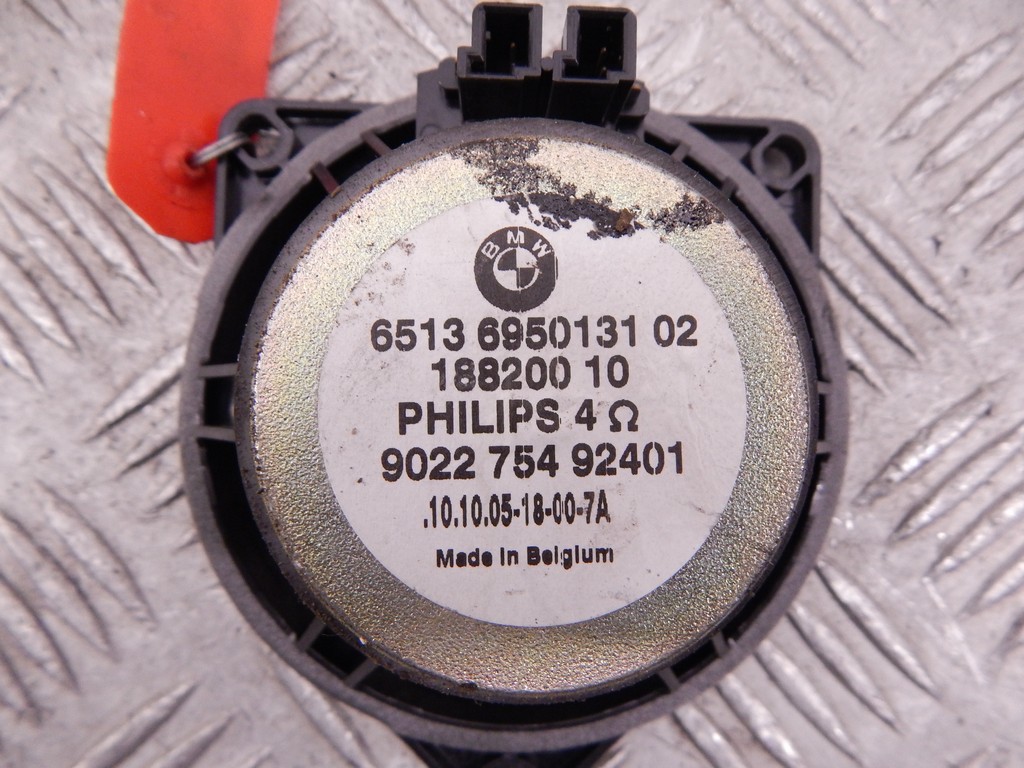 BMW
6513 6950131 02
188200 10
PHILIPS 4 Ω
9022 754 92401
.10.10.05-18-00-7A
Made In Belgium